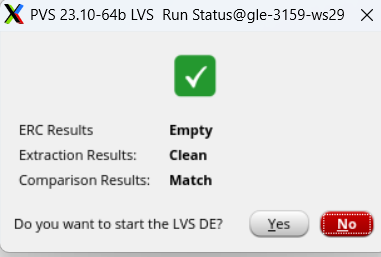 PVS 23.10-64b LVS  Run Status@gle-3159-ws29
ERC Results Empty
Extraction Results: Clean
Comparison Results: Match
Do you want to start the LVS DE? Yes No